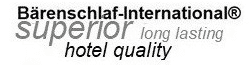 Bärenschlaf-International®
superior long lasting
hotel quality